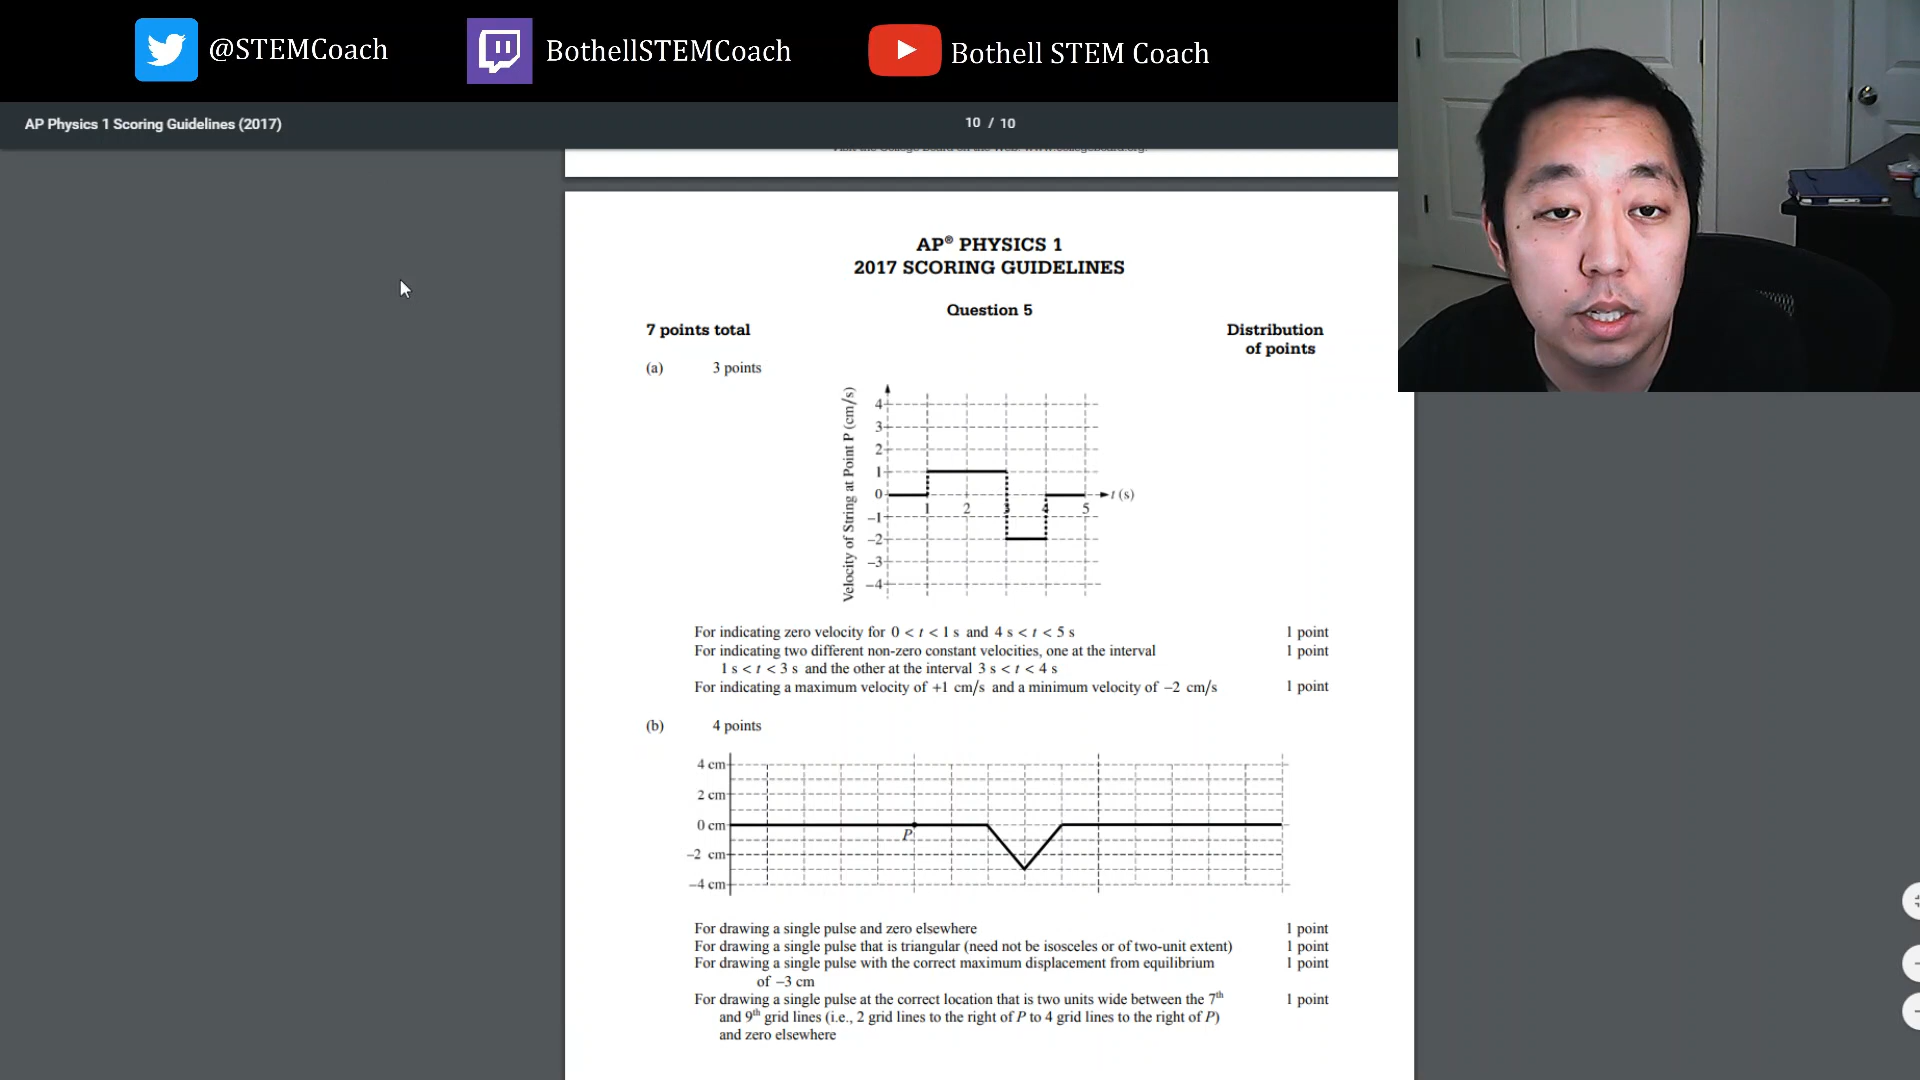 @STEMCoach
BothellSTEMCoach
Bothell STEM Coach
AP Physics 1 Scoring Guidelines (2017)
10 / 10
Visit the College Board on the Web: www.collegeboard.org.
AP® PHYSICS 1
2017 SCORING GUIDELINES
Question 5
7 points total
Distribution
of points
(a) 3 points
Velocity of String at Point P (cm/s)
4
3
2
1
0
-1
-2
-3
-4
1 2 3 4 5
t (s)
For indicating zero velocity for 0 < t < 1 s and 4 s < t < 5 s 1 point
For indicating two different non-zero constant velocities, one at the interval 1 point
1 s < t < 3 s and the other at the interval 3 s < t < 4 s
For indicating a maximum velocity of +1 cm/s and a minimum velocity of −2 cm/s 1 point
(b) 4 points
4 cm
2 cm
0 cm
P
-2 cm
-4 cm
For drawing a single pulse and zero elsewhere 1 point
For drawing a single pulse that is triangular (need not be isosceles or of two-unit extent) 1 point
For drawing a single pulse with the correct maximum displacement from equilibrium 1 point
of −3 cm
For drawing a single pulse at the correct location that is two units wide between the 7th 1 point
and 9th grid lines (i.e., 2 grid lines to the right of P to 4 grid lines to the right of P)
and zero elsewhere